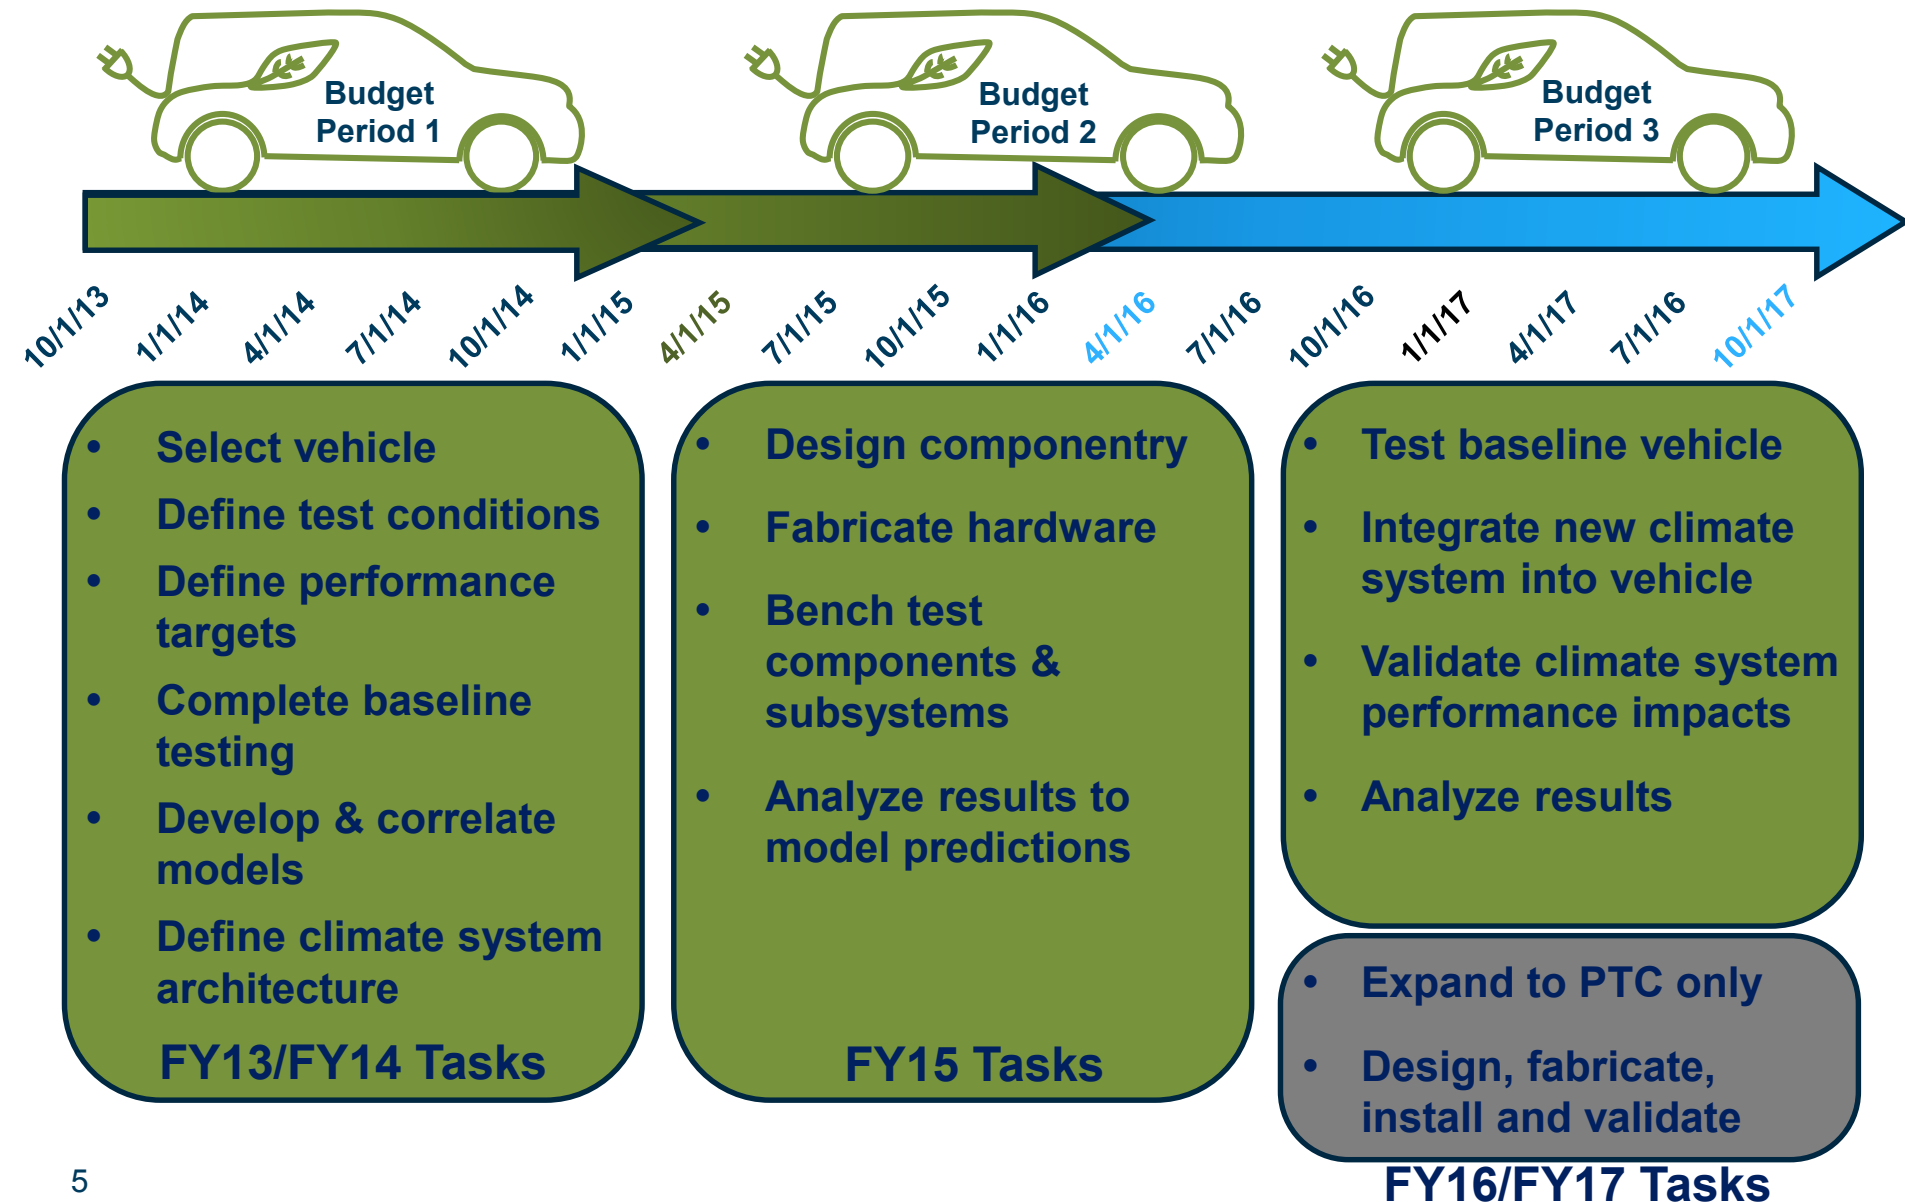 Budget
Period 1
Budget
Period 2
Budget
Period 3
10/1/13
1/1/14
4/1/14
7/1/14
10/1/14
1/1/15
4/1/15
7/1/15
10/1/15
1/1/16
4/1/16
7/1/16
10/1/16
1/1/17
4/1/17
7/1/16
10/1/17
• Select vehicle
• Define test conditions
• Define performance
targets
• Complete baseline
testing
• Develop & correlate
models
• Define climate system
architecture
FY13/FY14 Tasks
• Design componentry
• Fabricate hardware
• Bench test
components &
subsystems
• Analyze results to
model predictions
FY15 Tasks
• Test baseline vehicle
• Integrate new climate
system into vehicle
• Validate climate system
performance impacts
• Analyze results
• Expand to PTC only
• Design, fabricate,
install and validate
FY16/FY17 Tasks
5